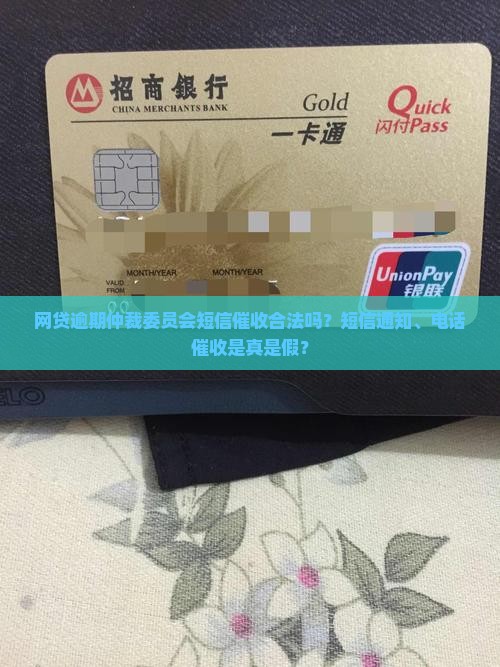 招商銀行
CHINA MERCHANTS BANK
Gold
一卡通
Quick
闪付Pass
MONTH/YEAR MONTH/YEAR
VALID
FROM
UnionPay
银联
网贷逾期仲裁委员会短信催收合法吗？短信通知、电话
催收是真是假？
ELO